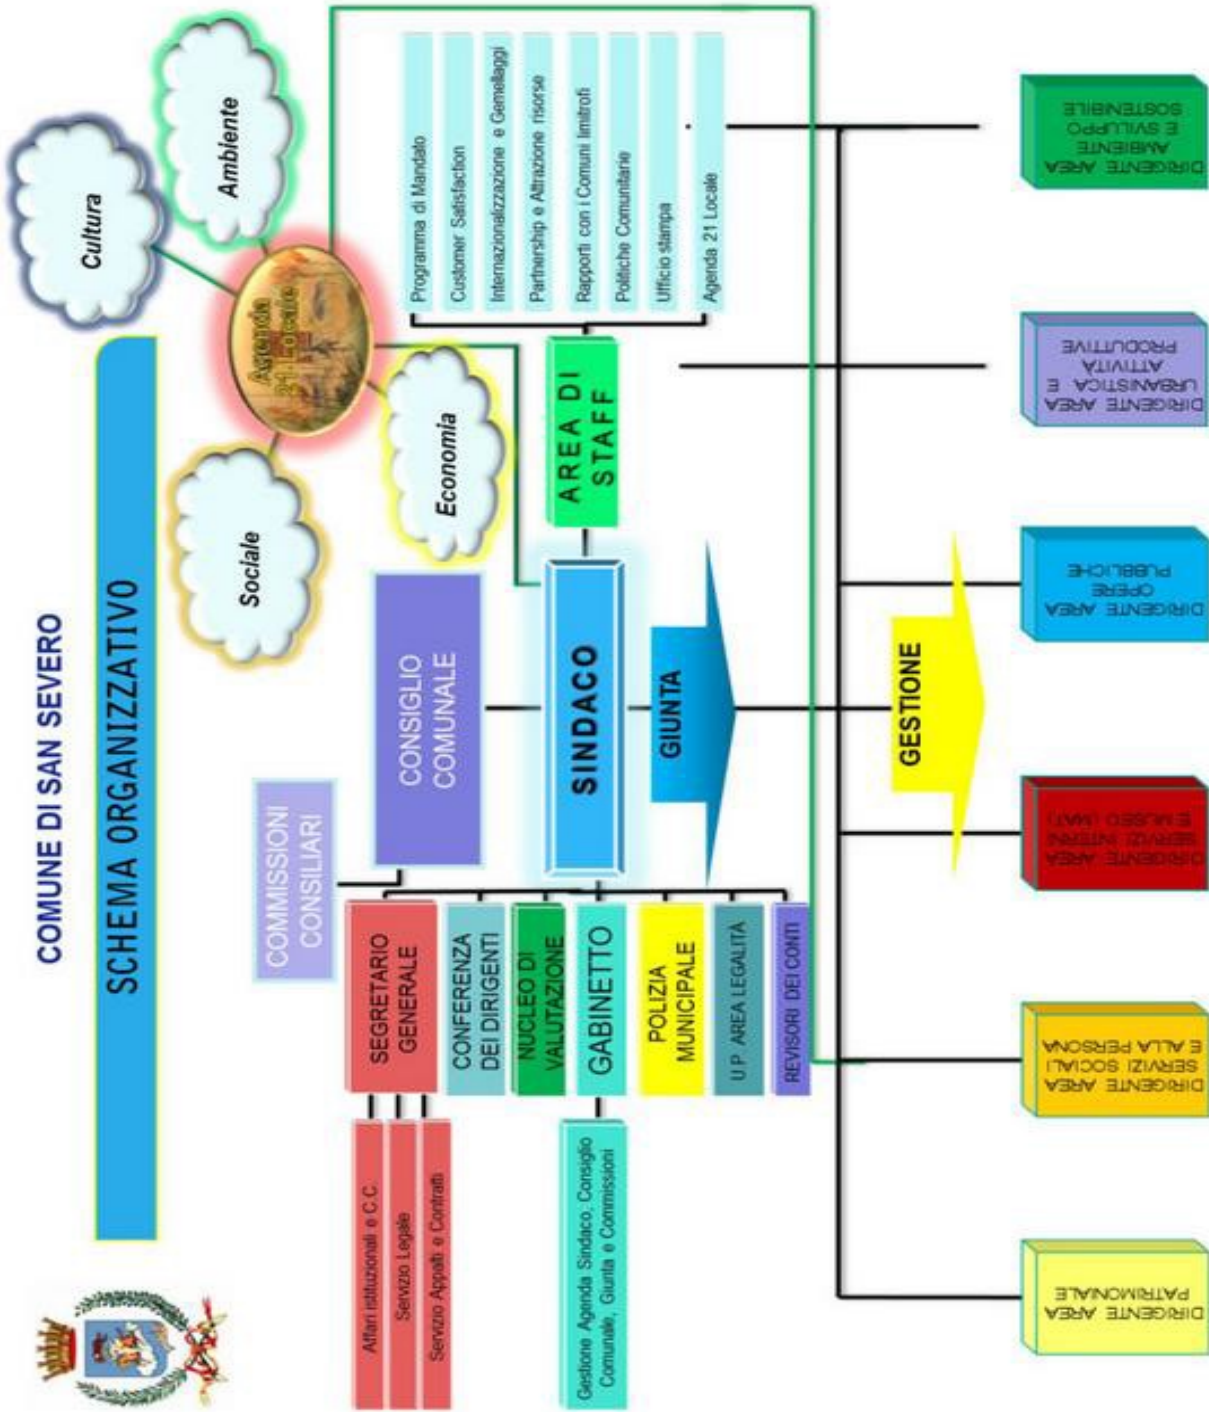 COMUNE DI SAN SEVERO
SCHEMA ORGANIZZATIVO
Cultura
Ambiente
Sociale
Economia
Agenda
21 Locale
COMMISSIONI
CONSILIARI
CONSIGLIO
COMUNALE
SINDACO
AREA DI
STAFF
Programma di Mandato
Customer Satisfaction
Internazionalizzazione e Gemellaggi
Partnership e Attrazione risorse
Rapporti con i Comuni limitrofi
Politiche Comunitarie
Ufficio stampa
Agenda 21 Locale
SEGRETARIO
GENERALE
Affari istituzionali e C.C
Servizio Legale
Servizio Appalti e Contratti
CONFERENZA
DEI DIRIGENTI
NUCLEO DI
VALUTAZIONE
GABINETTO
Gestione Agenda Sindaco, Consiglio
Comunale, Giunta e Commissioni
POLIZIA
MUNICIPALE
U P AREA LEGALITÀ
REVISORI DEI CONTI
GIUNTA
GESTIONE
DIRIGENTE AREA
PATRIMONIALE
DIRIGENTE AREA
SERVIZI SOCIALI
E ALLA PERSONA
DIRIGENTE AREA
SERVIZI INTERNI
E MUSEO (MAT)
DIRIGENTE AREA
OPERE
PUBBLICHE
DIRIGENTE AREA
URBANISTICA E
ATTIVITÀ
PRODUTTIVE
DIRIGENTE AREA
AMBIENTE
E SVILUPPO
SOSTENIBILE